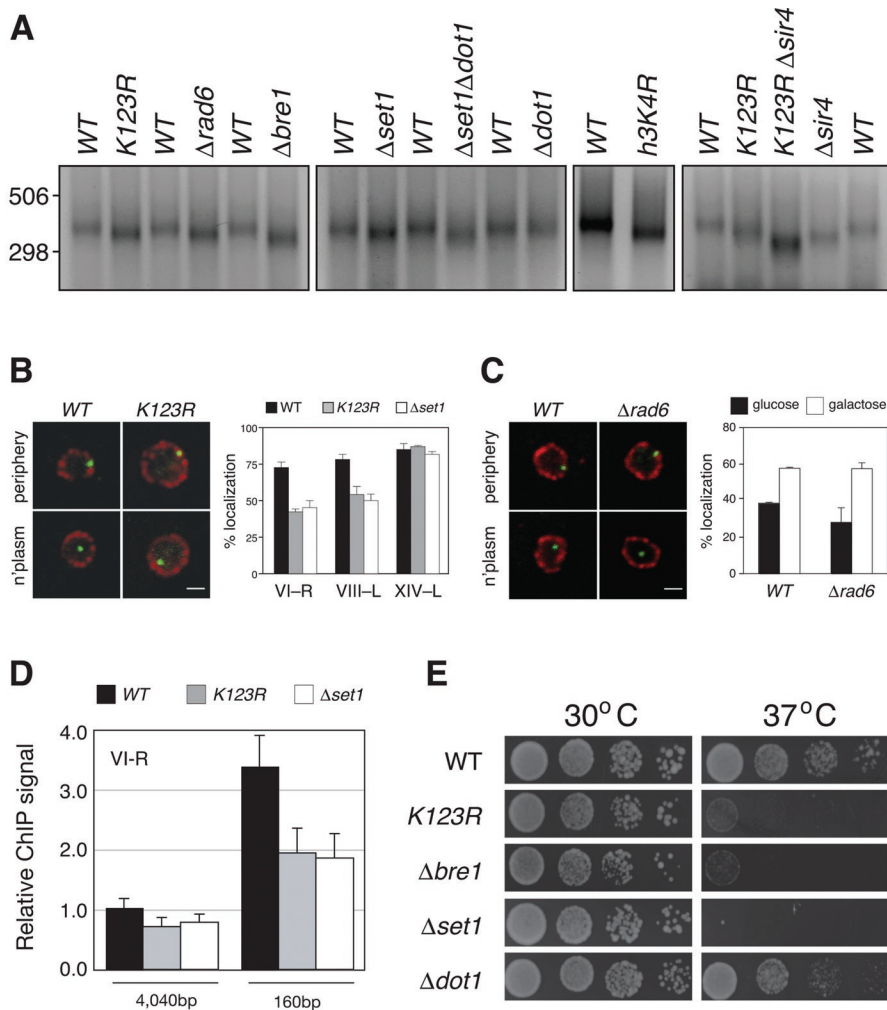 A
WT K123R WT Δrad6 WT Δbre1 WT Δset1 WT Δset1Δdot1 WT Δdot1 WT h3K4R WT K123R K123R Δsir4 Δsir4 WT
506
298
B
WT K123R
periphery
n'plasm
WT K123R Δset1
% localization
100
75
50
25
0
VI–R VIII–L XIV–L
C
WT Δrad6
periphery
n'plasm
glucose galactose
% localization
80
60
40
20
0
WT Δrad6
D
WT K123R Δset1
Relative ChIP signal
VI-R
4.0
3.0
2.0
1.0
0.0
4,040bp 160bp
E
30° C 37° C
WT
K123R
Δbre1
Δset1
Δdot1